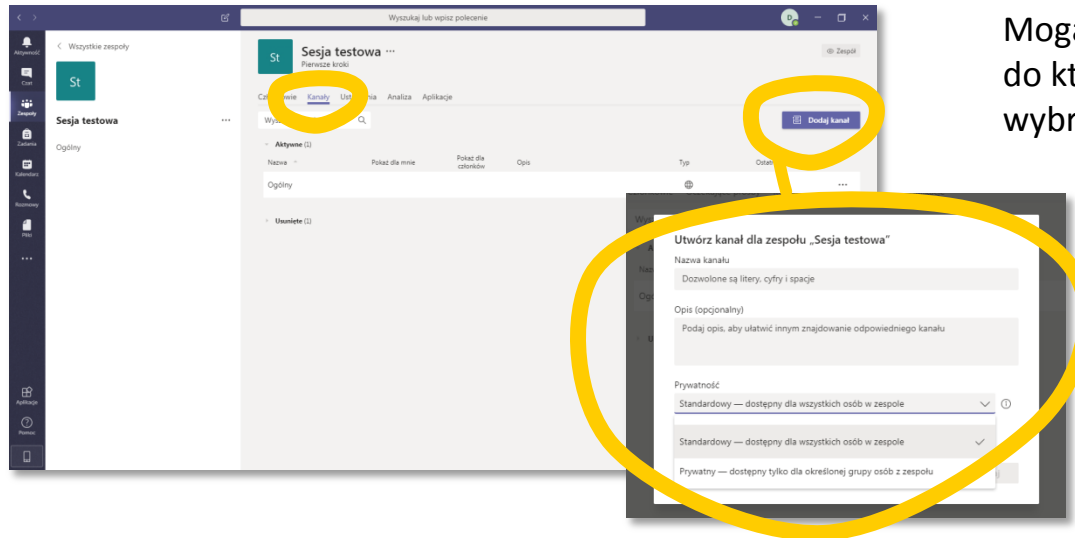 Wyszukaj lub wpisz polecenie
D
Aktywność
Czat
Zespoły
Zadania
Kalendarz
Rozmowy
Pliki
Aplikacje
Pomoc
Wszystkie zespoły
St
Sesja testowa
Ogólny
St
Sesja testowa
Pierwsze kroki
Zespół
Kanały
Analiza
Aplikacje
Dodaj kanał
Aktywne (1)
Nazwa
Pokaż dla mnie
Pokaż dla członków
Opis
Typ
Ogólny
Usunięte (1)
Utwórz kanał dla zespołu „Sesja testowa”
Nazwa kanału
Dozwolone są litery, cyfry i spacje
Opis (opcjonalny)
Podaj opis, aby ułatwić innym znajdowanie odpowiedniego kanału
Prywatność
Standardowy — dostępny dla wszystkich osób w zespole
Standardowy — dostępny dla wszystkich osób w zespole
Prywatny — dostępny tylko dla określonej grupy osób z zespołu
do